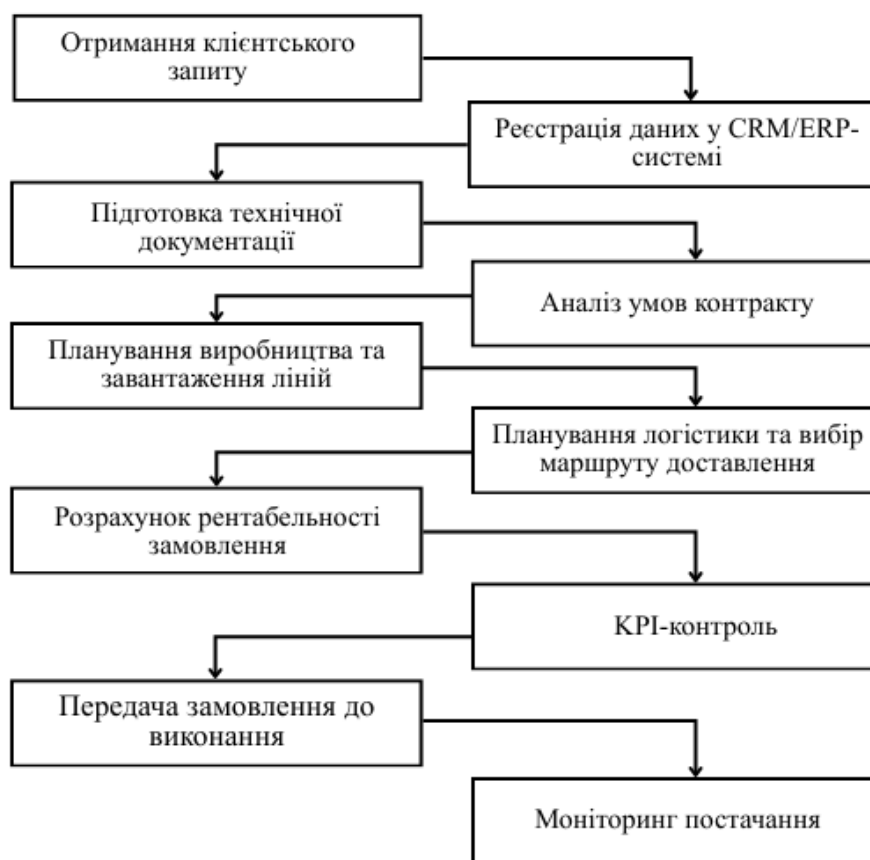 Отримання клієнтського
запиту
Реєстрація даних у CRM/ERP-
системі
Підготовка технічної
документації
Аналіз умов контракту
Планування виробництва та
завантаження ліній
Планування логістики та вибір
маршруту доставлення
Розрахунок рентабельності
замовлення
KPI-контроль
Передача замовлення до
виконання
Моніторинг постачання